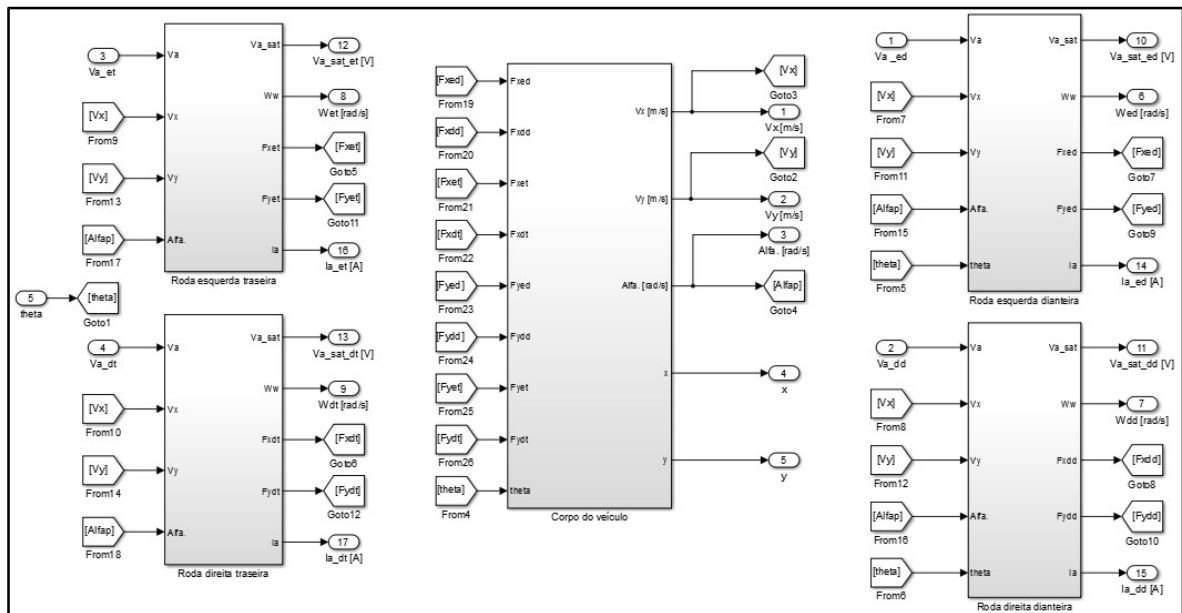 3
Va_et
[Vx]
From9
[Vy]
From13
[Alfap]
From17
Va
Vx
Vy
Alfa.
Va_sat
Ww
Fxet
Fyet
Ia
Roda esquerda traseira
12
Va_sat_et [V]
8
Wet [rad/s]
[Fxet]
Goto5
[Fyet]
Goto11
16
Ia_et [A]
5
theta
[theta]
Goto1
4
Va_dt
[Vx]
From10
[Vy]
From14
[Alfap]
From18
Va
Vx
Vy
Alfa.
Va_sat
Ww
Fxdt
Fydt
Ia
Roda direita traseira
13
Va_sat_dt [V]
9
Wdt [rad/s]
[Fxdt]
Goto6
[Fydt]
Goto12
17
Ia_dt [A]
[Fxed]
From19
[Fxdd]
From20
[Fxet]
From21
[Fxdt]
From22
[Fyed]
From23
[Fydd]
From24
[Fyet]
From25
[Fydt]
From26
[theta]
From4
Fxed
Fxdd
Fxet
Fxdt
Fyed
Fydd
Fyet
Fydt
theta
Vx [m/s]
Vy [m/s]
Alfa. [rad/s]
x
y
Corpo do veículo
[Vx]
Goto3
1
Vx [m/s]
[Vy]
Goto2
2
Vy [m/s]
3
Alfa. [rad/s]
[Alfap]
Goto4
4
x
5
y
1
Va _ed
[Vx]
From7
[Vy]
From11
[Alfap]
From15
[theta]
From5
Va
Vx
Vy
Alfa.
theta
Va_sat
Ww
Fxed
Fyed
Ia
Roda esquerda dianteira
10
Va_sat_ed [V]
6
Wed [rad/s]
[Fxed]
Goto7
[Fyed]
Goto9
14
Ia_ed [A]
2
Va_dd
[Vx]
From8
[Vy]
From12
[Alfap]
From16
[theta]
From6
Va
Vx
Vy
Alfa.
theta
Va_sat
Ww
Fxdd
Fydd
Ia
Roda direita dianteira
11
Va_sat_dd [V]
7
Wdd [rad/s]
[Fxdd]
Goto8
[Fydd]
Goto10
15
Ia_dd [A]